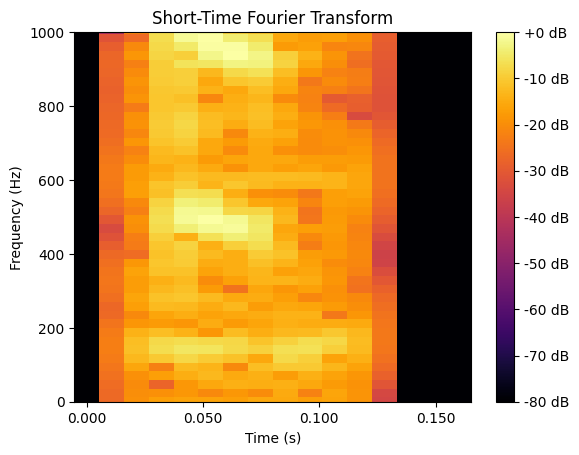 Short-Time Fourier Transform
1000
800
600
400
200
0
Frequency (Hz)
0.000
0.050
0.100
0.150
Time (s)
+0 dB
-10 dB
-20 dB
-30 dB
-40 dB
-50 dB
-60 dB
-70 dB
-80 dB